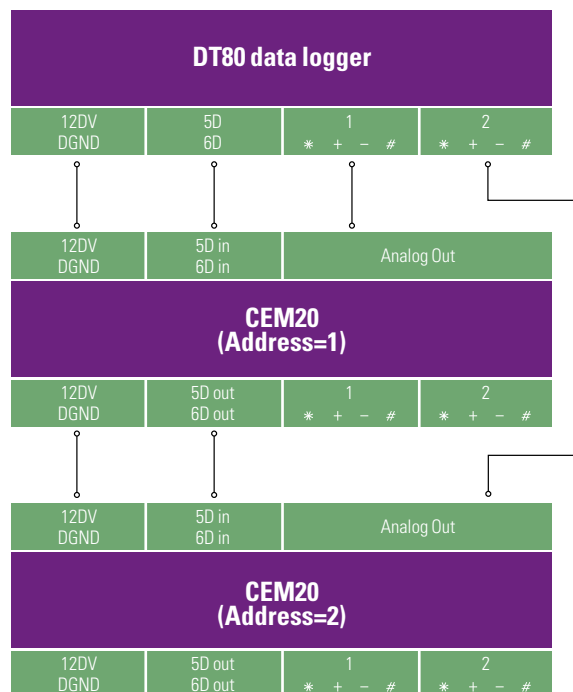 DT80 data logger
12DV 5D 1 2
DGND 6D * + – # * + – #
12DV 5D in Analog Out
DGND 6D in
CEM20
(Address=1)
12DV 5D out 1 2
DGND 6D out * + – # * + – #
12DV 5D in Analog Out
DGND 6D in
CEM20
(Address=2)
12DV 5D out 1 2
DGND 6D out * + – # * + – #